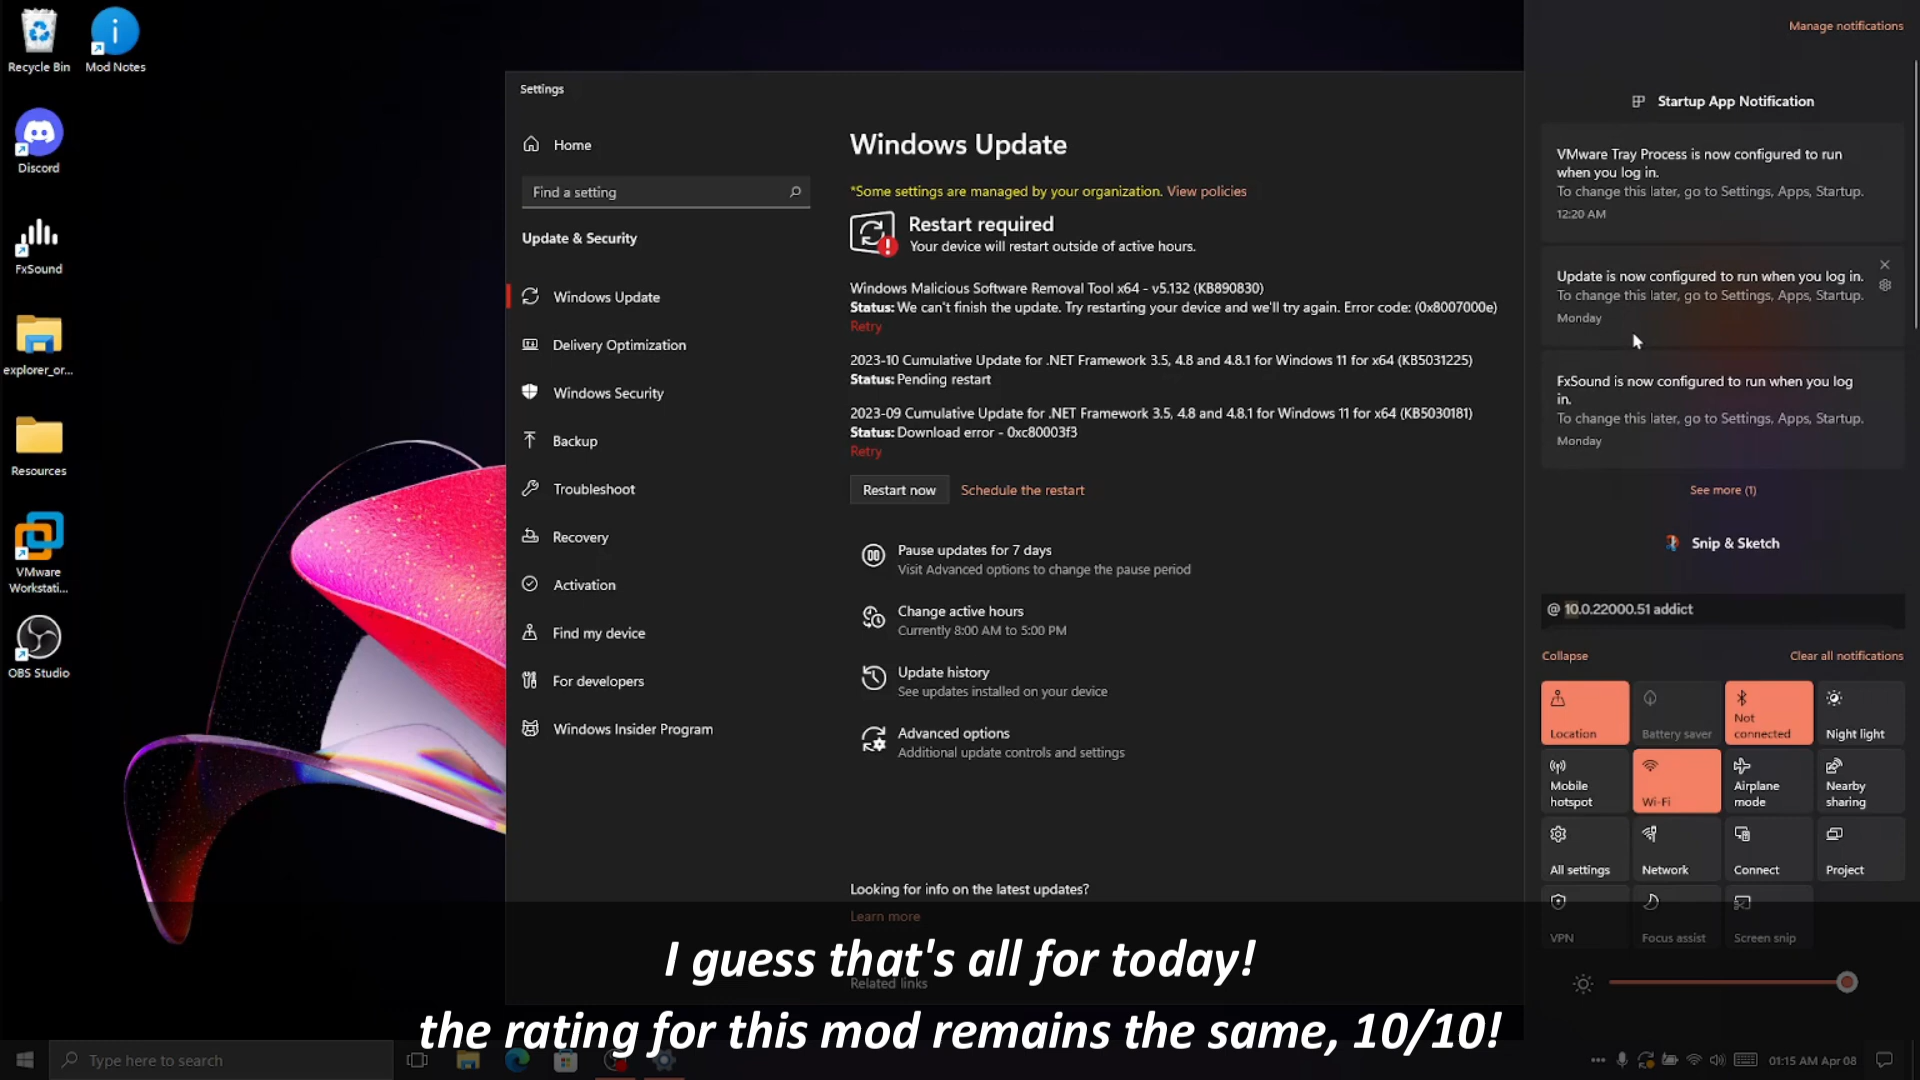 Recycle Bin
Mod Notes
Discord
FxSound
explorer_or...
Resources
VMware
Workstati...
OBS Studio
Settings
Home
Find a setting
Update & Security
Windows Update
Delivery Optimization
Windows Security
Backup
Troubleshoot
Recovery
Activation
Find my device
For developers
Windows Insider Program
Windows Update
*Some settings are managed by your organization. View policies
Restart required
Your device will restart outside of active hours.
Windows Malicious Software Removal Tool x64 - v5.132 (KB890830)
Status: We can't finish the update. Try restarting your device and we'll try again. Error code: (0x8007000e)
Retry
2023-10 Cumulative Update for .NET Framework 3.5, 4.8 and 4.8.1 for Windows 11 for x64 (KB5031225)
Status: Pending restart
2023-09 Cumulative Update for .NET Framework 3.5, 4.8 and 4.8.1 for Windows 11 for x64 (KB5030181)
Status: Download error - 0xc80003f3
Retry
Restart now Schedule the restart
Pause updates for 7 days
Visit Advanced options to change the pause period
Change active hours
Currently 8:00 AM to 5:00 PM
Update history
See updates installed on your device
Advanced options
Additional update controls and settings
Looking for info on the latest updates?
Learn more
Related links
Manage notifications
Startup App Notification
VMware Tray Process is now configured to run
when you log in.
To change this later, go to Settings, Apps, Startup.
12:20 AM
Update is now configured to run when you log in.
To change this later, go to Settings, Apps, Startup.
Monday
FxSound is now configured to run when you log
in.
To change this later, go to Settings, Apps, Startup.
Monday
See more (1)
Snip & Sketch
@ 10.0.22000.51 addict
Collapse Clear all notifications
Location
Battery saver
Not
connected
Night light
Mobile
hotspot
Wi-Fi
Airplane
mode
Nearby
sharing
All settings
Network
Connect
Project
VPN
Focus assist
Screen snip
I guess that's all for today!
the rating for this mod remains the same, 10/10!
Type here to search
01:15 AM Apr 08